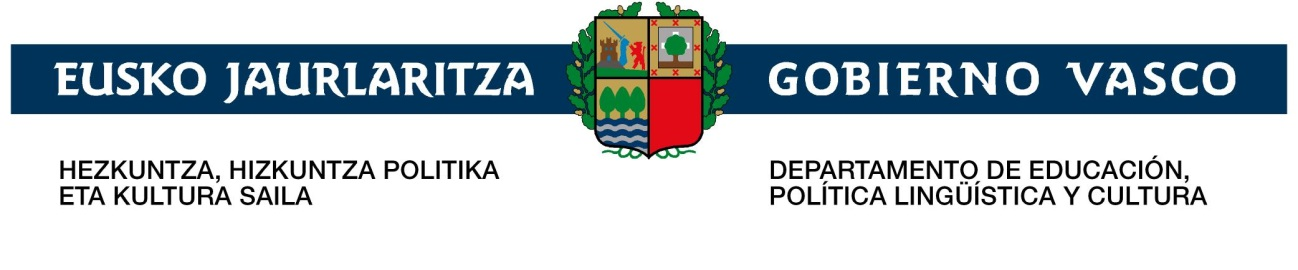 EUSKO JAURLARITZA
GOBIERNO VASCO
HEZKUNTZA, HIZKUNTZA POLITIKA
ETA KULTURA SAILA
DEPARTAMENTO DE EDUCACIÓN,
POLÍTICA LINGÜÍSTICA Y CULTURA